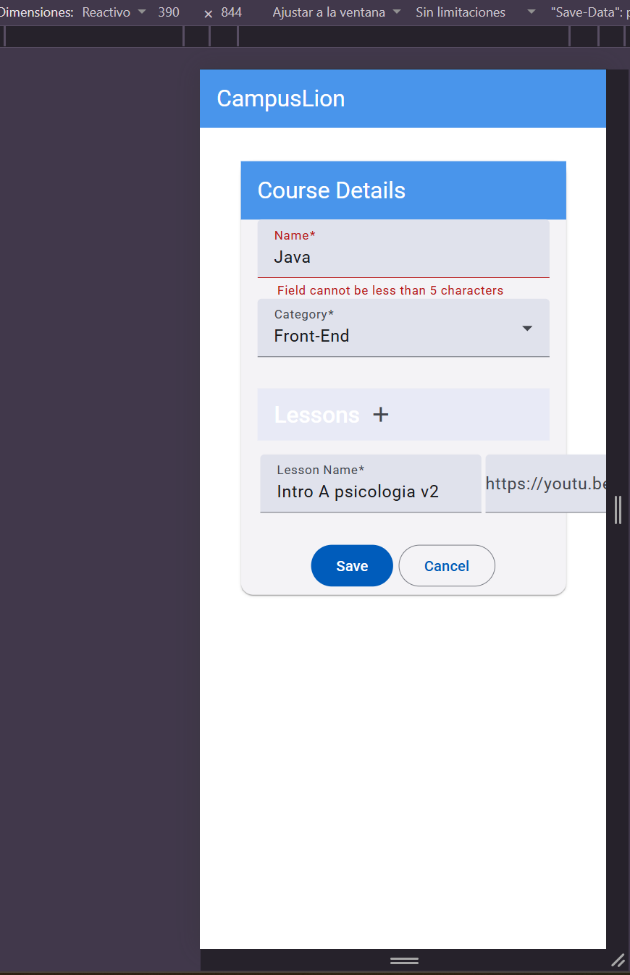 Dimensiones: Reactivo 390 × 844 Ajustar a la ventana Sin limitaciones "Save-Data":
CampusLion
Course Details
Name*
Java
Field cannot be less than 5 characters
Category*
Front-End
Lessons +
Lesson Name*
Intro A psicologia v2
https://youtu.be
Save Cancel